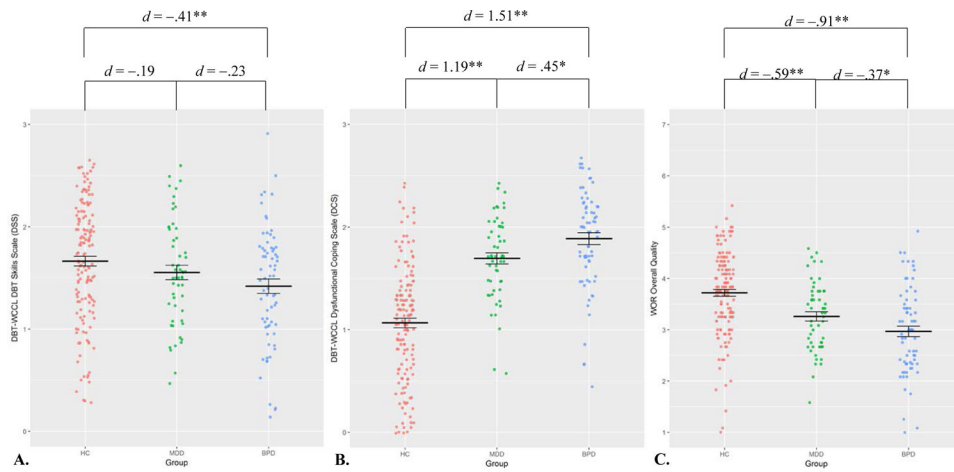 d = –.41**
d = –.19
d = –.23
3
2
1
0
DBT-WCCL DBT Skills Scale (DSS)
HC
MDD
BPD
Group
A.
d = 1.51**
d = 1.19**
d = .45*
3
2
1
0
DBT-WCCL Dysfunctional Coping Scale (DCS)
HC
MDD
BPD
Group
B.
d = –.91**
d = –.59**
d = –.37*
7
6
5
4
3
2
1
WOR Overall Quality
HC
MDD
BPD
Group
C.